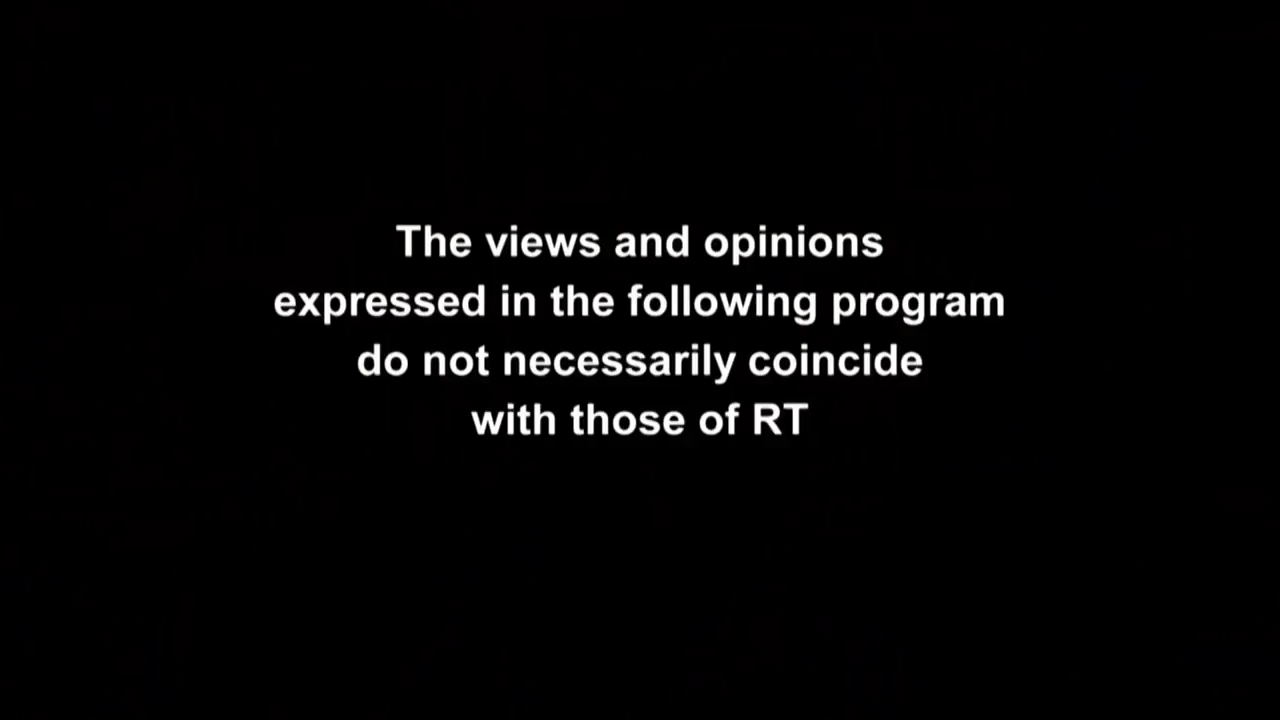 The views and opinions
expressed in the following program
do not necessarily coincide
with those of RT